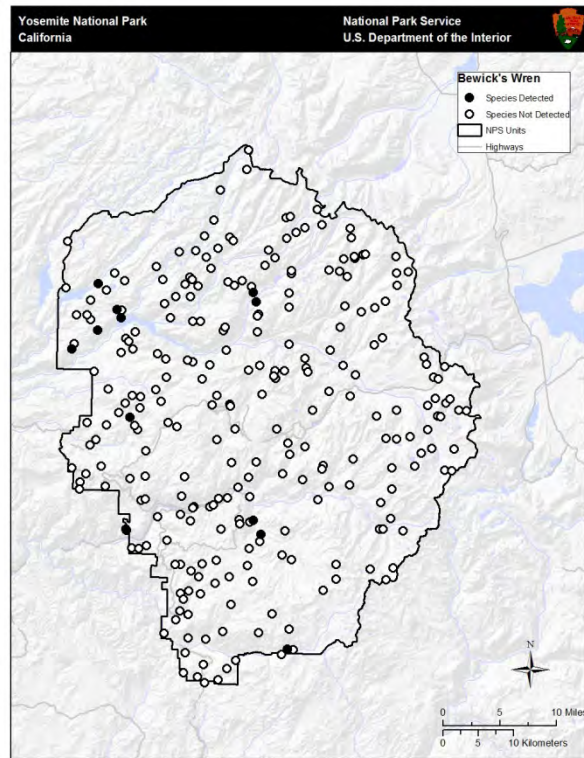 Yosemite National Park
California
National Park Service
U.S. Department of the Interior
Bewick's Wren
Species Detected
Species Not Detected
NPS Units
Highways
N
0 5 10 Miles
0 5 10 Kilometers